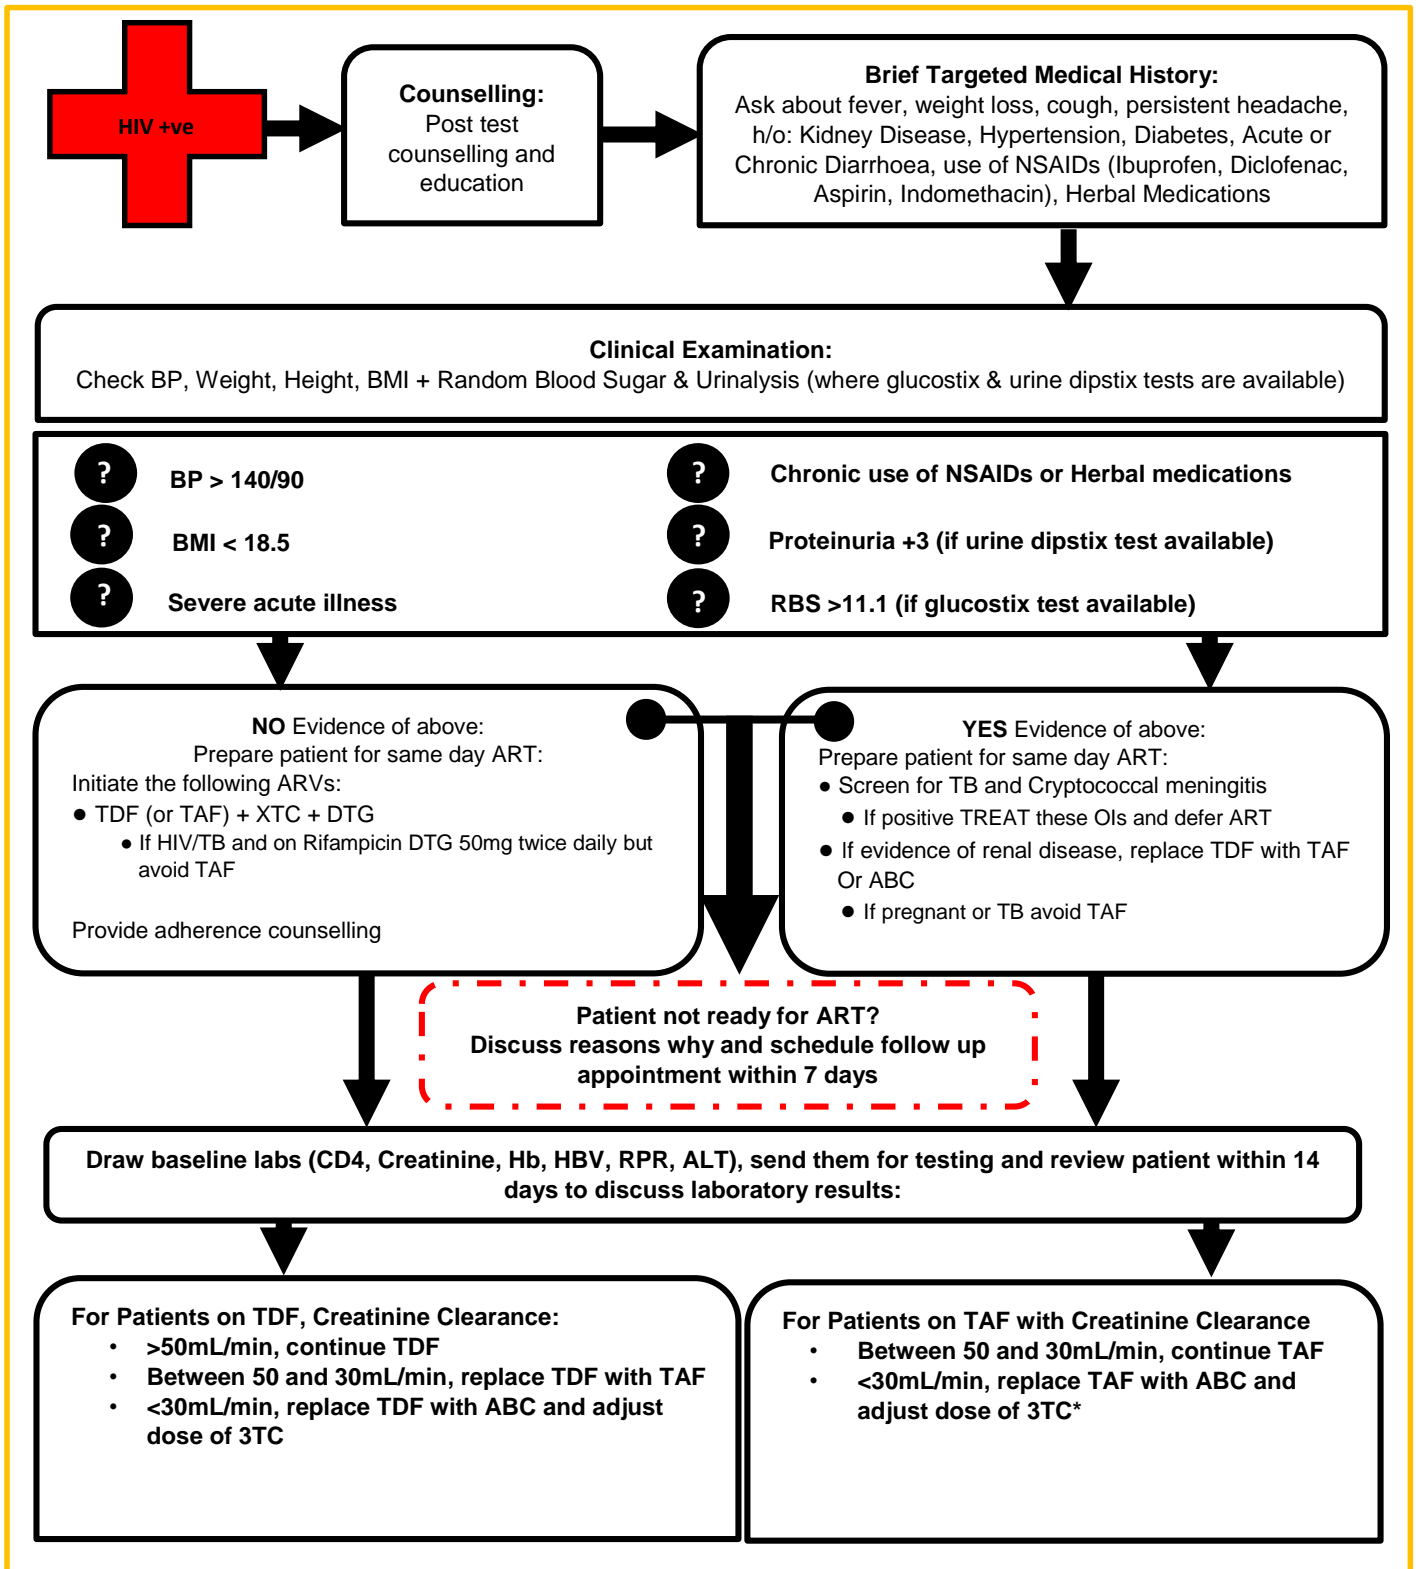 HIV +ve
Counselling:
Post test
counselling and
education
Brief Targeted Medical History:
Ask about fever, weight loss, cough, persistent headache,
h/o: Kidney Disease, Hypertension, Diabetes, Acute or
Chronic Diarrhoea, use of NSAIDs (Ibuprofen, Diclofenac,
Aspirin, Indomethacin), Herbal Medications
Clinical Examination:
Check BP, Weight, Height, BMI + Random Blood Sugar & Urinalysis (where glucostix & urine dipstix tests are available)
? BP > 140/90
? BMI < 18.5
? Severe acute illness
? Chronic use of NSAIDs or Herbal medications
? Proteinuria +3 (if urine dipstix test available)
? RBS >11.1 (if glucostix test available)
NO Evidence of above:
Prepare patient for same day ART:
Initiate the following ARVs:
● TDF (or TAF) + XTC + DTG
● If HIV/TB and on Rifampicin DTG 50mg twice daily but
avoid TAF
Provide adherence counselling
YES Evidence of above:
Prepare patient for same day ART:
● Screen for TB and Cryptococcal meningitis
● If positive TREAT these OIs and defer ART
● If evidence of renal disease, replace TDF with TAF
Or ABC
● If pregnant or TB avoid TAF
Patient not ready for ART?
Discuss reasons why and schedule follow up
appointment within 7 days
Draw baseline labs (CD4, Creatinine, Hb, HBV, RPR, ALT), send them for testing and review patient within 14
days to discuss laboratory results:
For Patients on TDF, Creatinine Clearance:
• >50mL/min, continue TDF
• Between 50 and 30mL/min, replace TDF with TAF
• <30mL/min, replace TDF with ABC and adjust
dose of 3TC
For Patients on TAF with Creatinine Clearance
• Between 50 and 30mL/min, continue TAF
• <30mL/min, replace TAF with ABC and
adjust dose of 3TC*